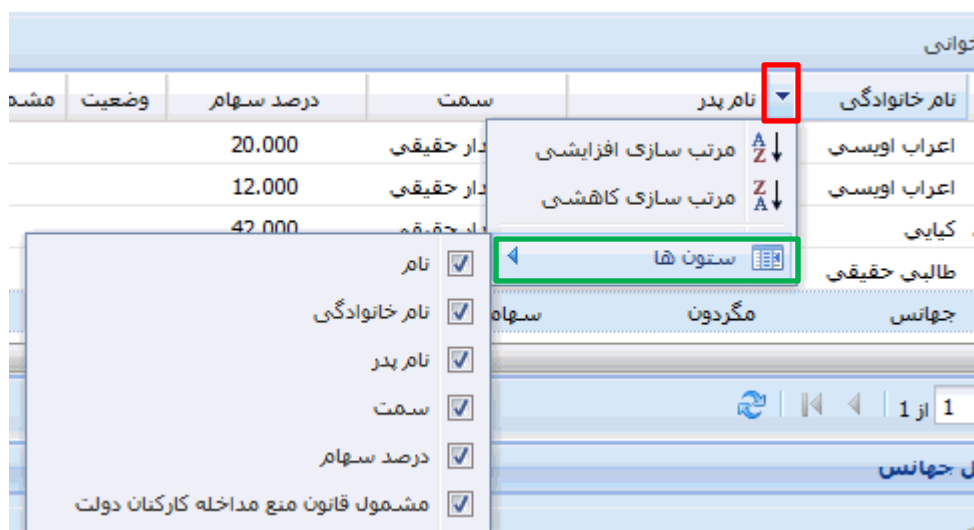 نام خانوادگی نام پدر سمت درصد سهام وضعیت
اعراب اویسی دار حقیقی 20.000
اعراب اویسی دار حقیقی 12.000
کیایی دار حقیقی 42.000
طالبی حقیقی
جهانس مگردون سهام
مرتب سازی افزایشی
مرتب سازی کاهشی
ستون ها
نام
نام خانوادگی
نام پدر
سمت
درصد سهام
مشمول قانون منع مداخله کارکنان دولت
1 از 1
جهانس